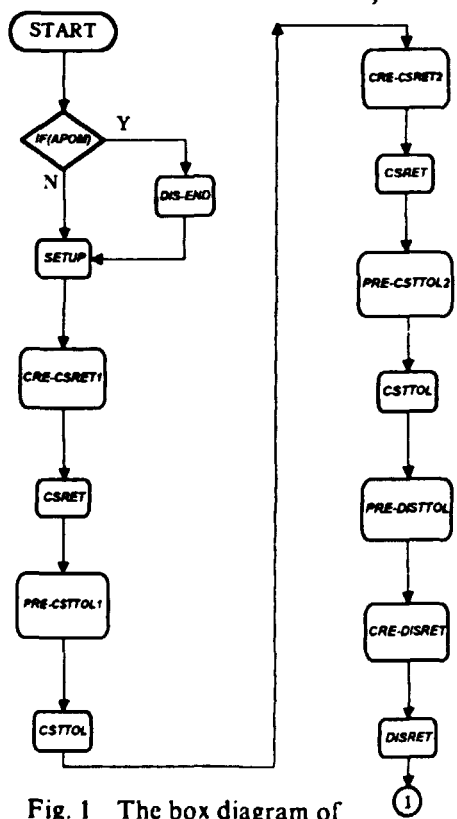 START
IF(APOM)
Y
N
DIS-END
SETUP
CRE-CSRET1
CSRET
PRE-CSTTOL1
CSTTOL
CRE-CSRET2
CSRET
PRE-CSTTOL2
CSTTOL
PRE-DISTTOL
CRE-DISRET
DISRET
1
Fig. 1 The box diagram of